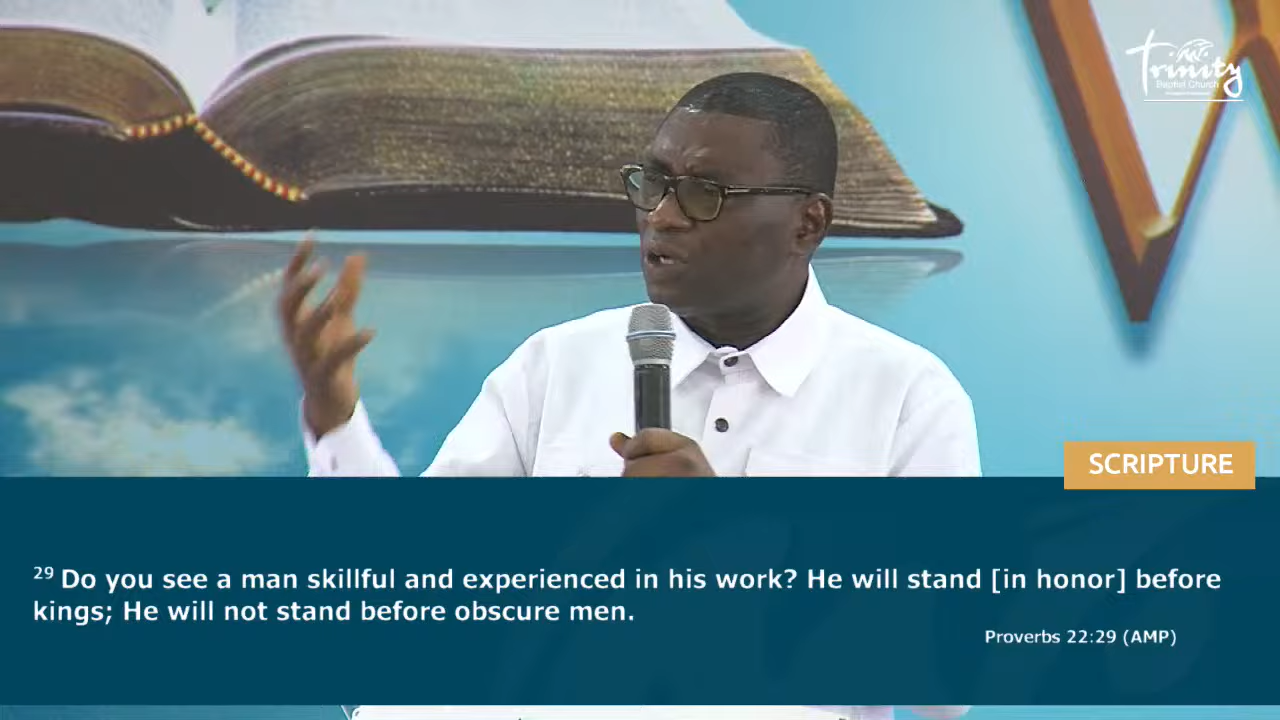 Trinity
Baptist Church
W
SCRIPTURE
29 Do you see a man skillful and experienced in his work? He will stand [in honor] before
kings; He will not stand before obscure men.
Proverbs 22:29 (AMP)